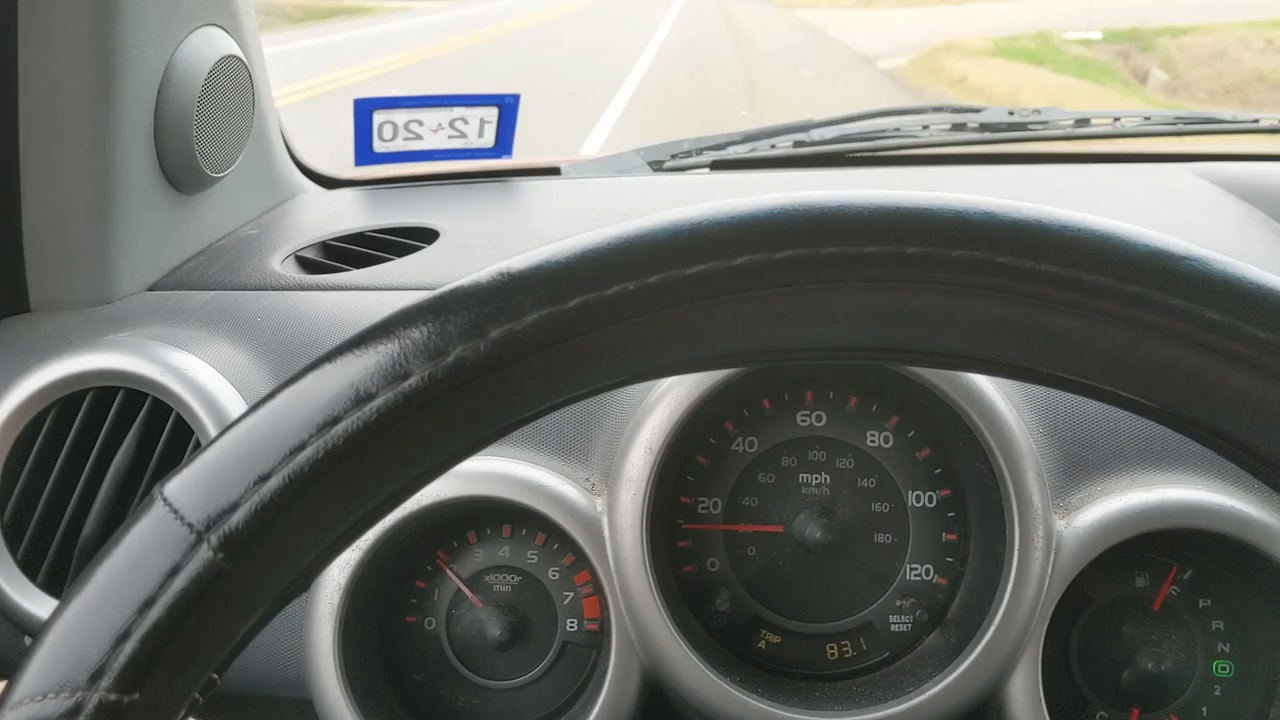 12 20
60
40 80
80 100 120
mph
60 km/h 140
20 40 100
160
180
0 0 120
SELECT
RESET
TRIP
A 83.1
3 4 5
x1000r
min
1 6
7
0 8
F
P
R
N
D
2
1
C